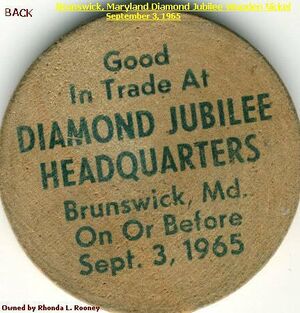 Brunswick, Maryland Diamond Jubilee Wooden Nickel
September 3, 1965
BACK
Good
In Trade At
DIAMOND JUBILEE
HEADQUARTERS
Brunswick, Md.
On Or Before
Sept. 3, 1965
Owned by Rhonda L. Rooney